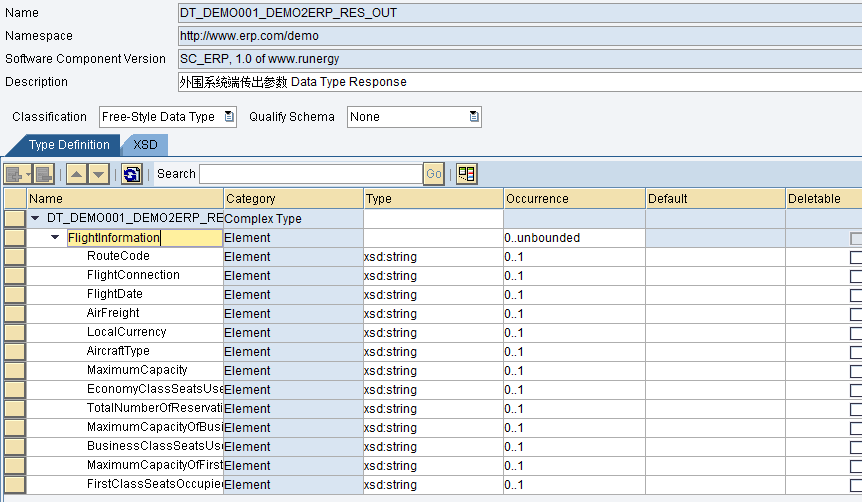 Name DT_DEMO001_DEMO2ERP_RES_OUT
Namespace http://www.erp.com/demo
Software Component Version SC_ERP, 1.0 of www.runergy
Description 外围系统端传出参数 Data Type Response
Classification Free-Style Data Type Qualify Schema None
Type Definition XSD
Search Go
Name Category Type Occurrence Default Deletable
DT_DEMO001_DEMO2ERP_RE Complex Type
FlightInformation Element 0..unbounded
RouteCode Element xsd:string 0..1
FlightConnection Element xsd:string 0..1
FlightDate Element xsd:string 0..1
AirFreight Element xsd:string 0..1
LocalCurrency Element xsd:string 0..1
AircraftType Element xsd:string 0..1
MaximumCapacity Element xsd:string 0..1
EconomyClassSeatsUse Element xsd:string 0..1
TotalNumberOfReservati Element xsd:string 0..1
MaximumCapacityOfBusi Element xsd:string 0..1
BusinessClassSeatsUse Element xsd:string 0..1
MaximumCapacityOfFirst Element xsd:string 0..1
FirstClassSeatsOccupied Element xsd:string 0..1